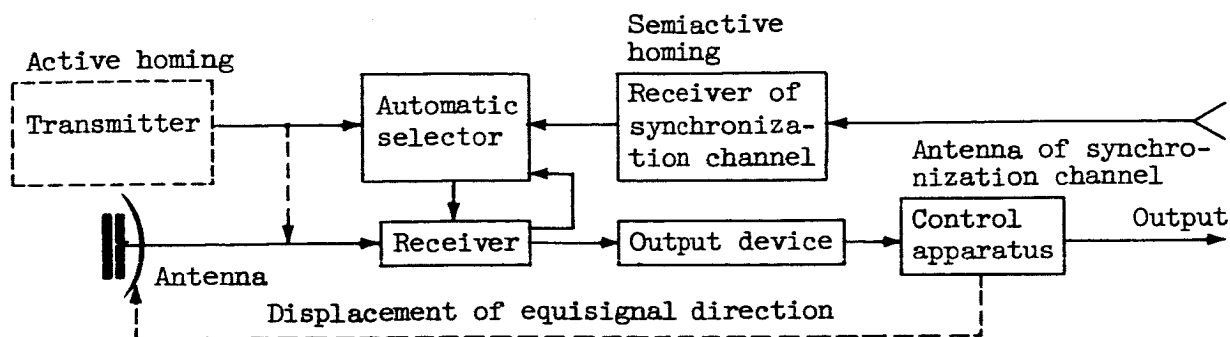 Semiactive
homing
Active homing
Transmitter
Automatic
selector
Receiver of
synchroniza-
tion channel
Antenna of synchro-
nization channel
Receiver
Output device
Control
apparatus
Output
Antenna
Displacement of equisignal direction